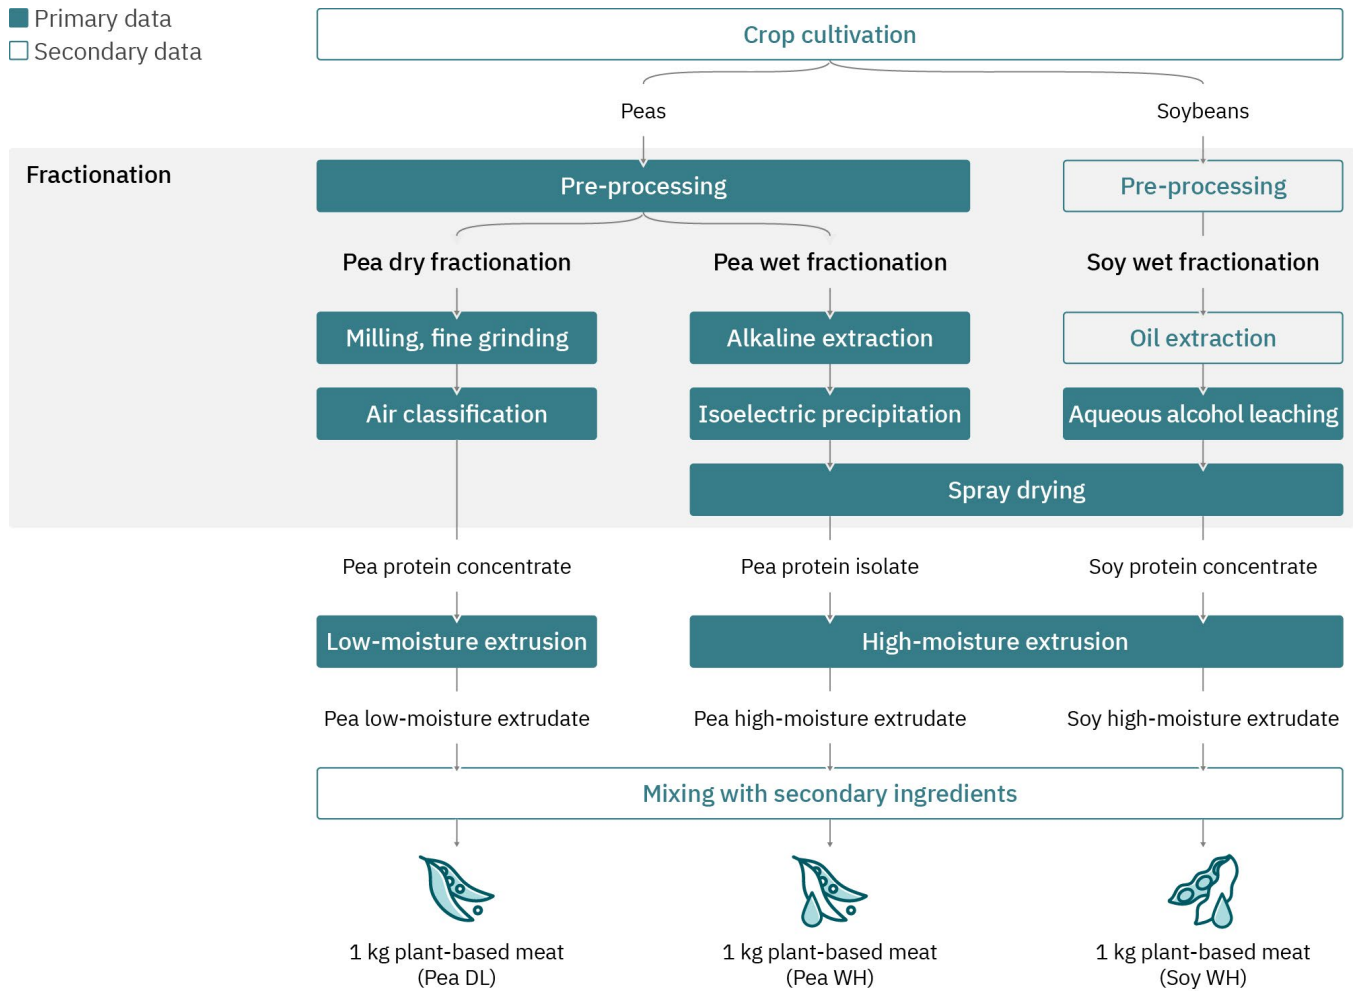 Primary data
Secondary data
Crop cultivation
Peas
Soybeans
Fractionation
Pre-processing
Pre-processing
Pea dry fractionation
Pea wet fractionation
Soy wet fractionation
Milling, fine grinding
Alkaline extraction
Oil extraction
Air classification
Isoelectric precipitation
Aqueous alcohol leaching
Spray drying
Pea protein concentrate
Pea protein isolate
Soy protein concentrate
Low-moisture extrusion
High-moisture extrusion
Pea low-moisture extrudate
Pea high-moisture extrudate
Soy high-moisture extrudate
Mixing with secondary ingredients
1 kg plant-based meat
(Pea DL)
1 kg plant-based meat
(Pea WH)
1 kg plant-based meat
(Soy WH)